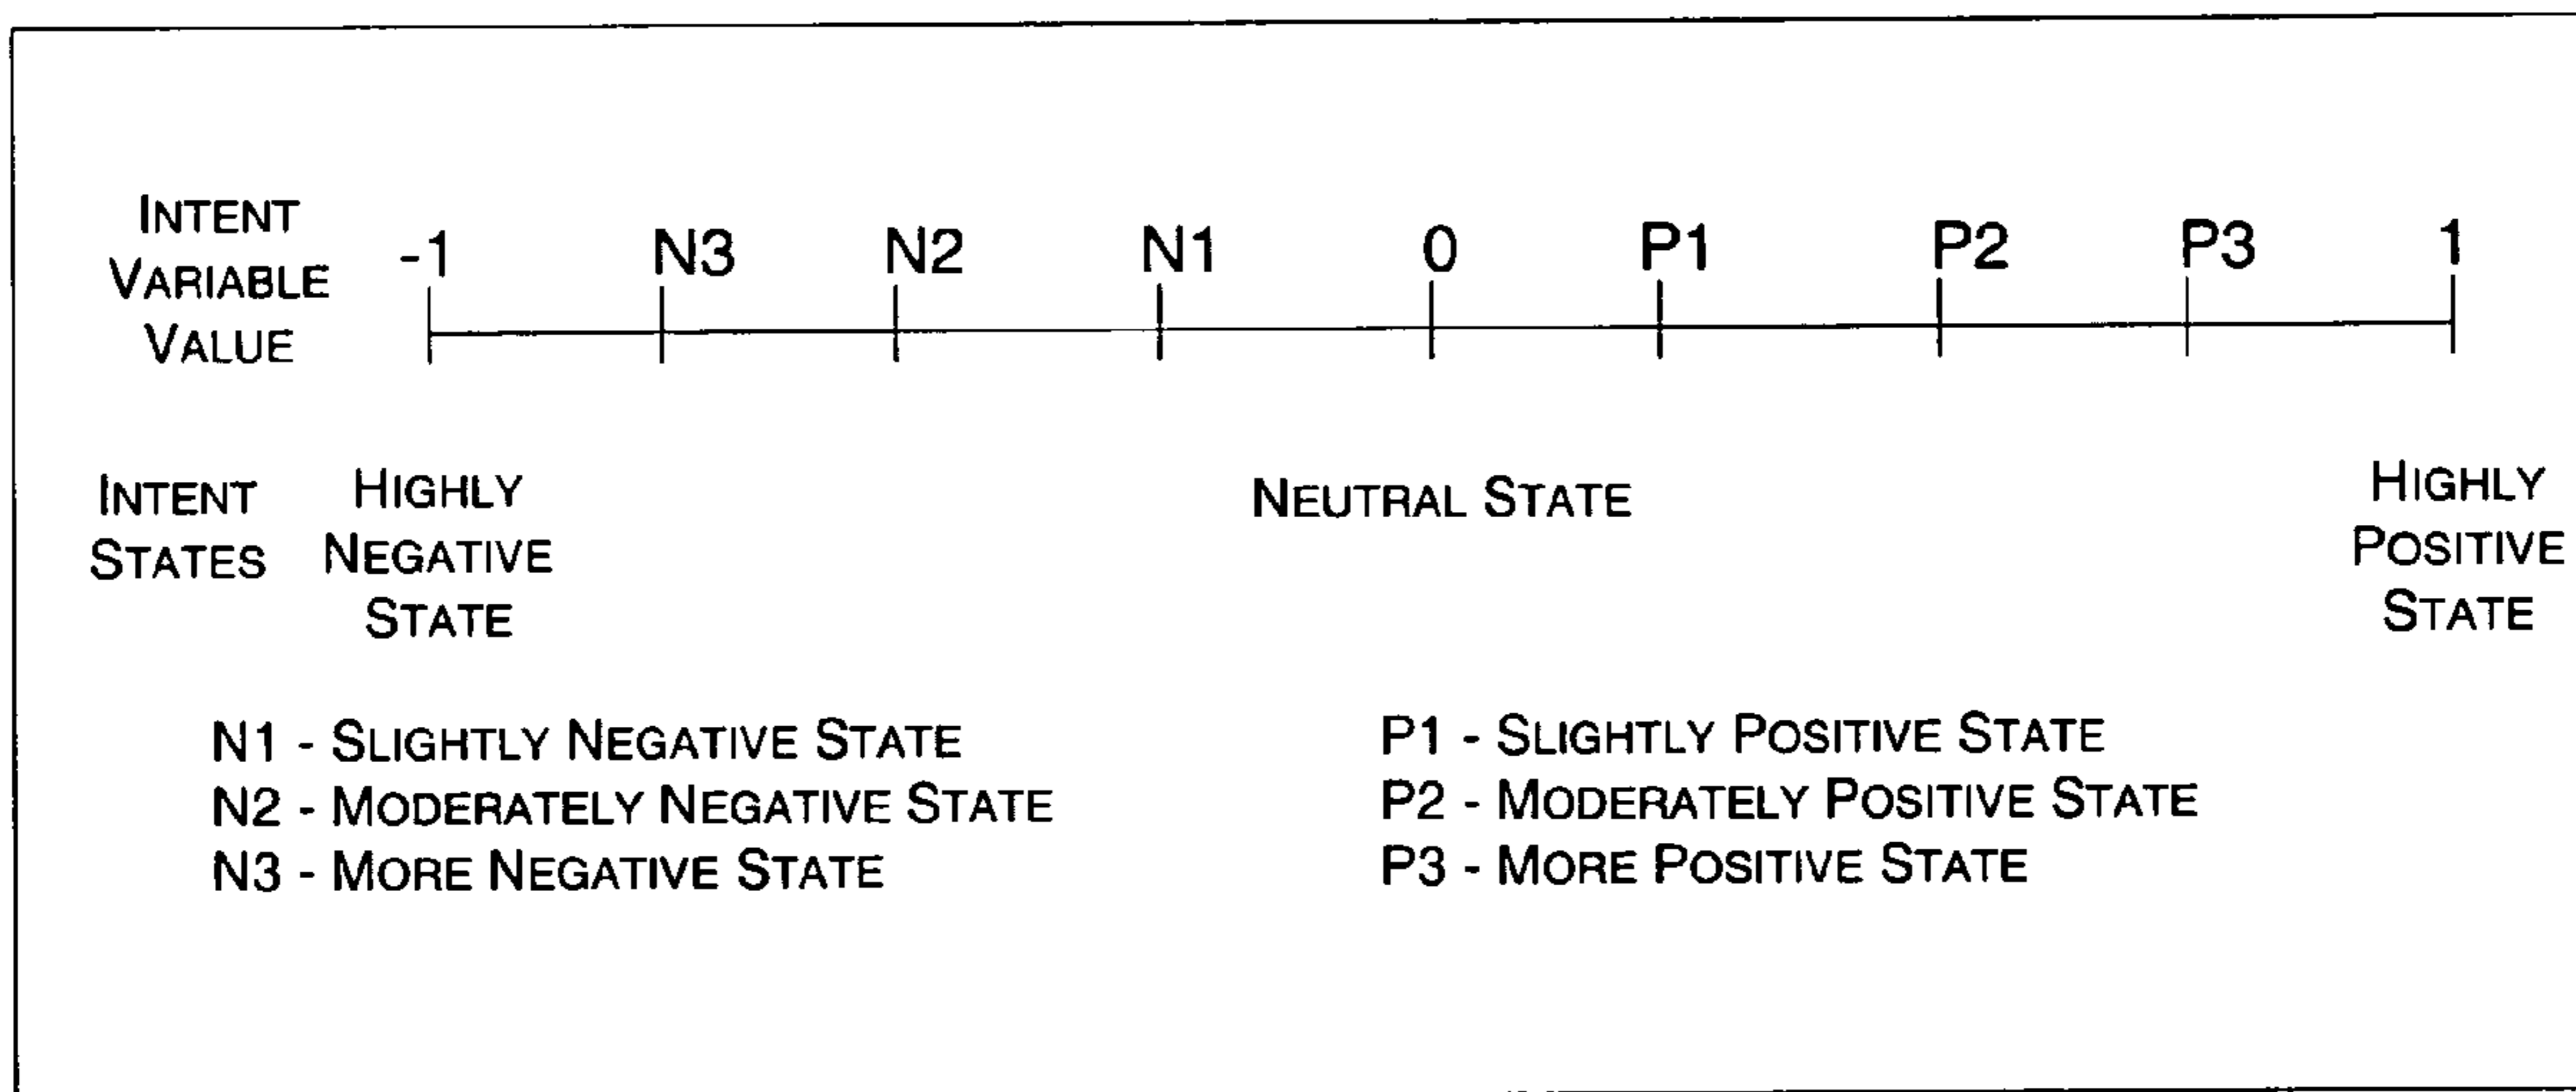 INTENT
VARIABLE
VALUE
-1 N3 N2 N1 0 P1 P2 P3 1
INTENT
STATES
HIGHLY
NEGATIVE
STATE
NEUTRAL STATE
HIGHLY
POSITIVE
STATE
N1 - SLIGHTLY NEGATIVE STATE
N2 - MODERATELY NEGATIVE STATE
N3 - MORE NEGATIVE STATE
P1 - SLIGHTLY POSITIVE STATE
P2 - MODERATELY POSITIVE STATE
P3 - MORE POSITIVE STATE